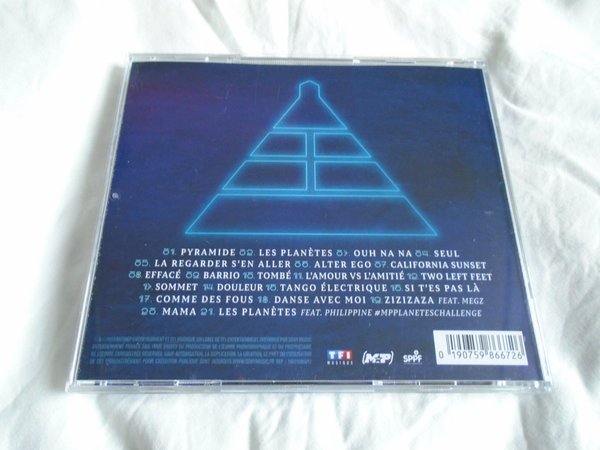 01. PYRAMIDE 02. LES PLANÈTES 03. OUH NA NA 04. SEUL
05. LA REGARDER S'EN ALLER 06. ALTER EGO 07. CALIFORNIA SUNSET
08. EFFACÉ 09. BARRIO 10. TOMBÉ 11. L'AMOUR VS L'AMITIÉ 12. TWO LEFT FEET
13. SOMMET 14. DOULEUR 15. TANGO ÉLECTRIQUE 16. SI T'ES PAS LÀ
17. COMME DES FOUS 18. DANSE AVEC MOI 19. ZIZIZAZA FEAT. MEGZ
20. MAMA 21. LES PLANÈTES FEAT. PHILIPPINE #MPPLANETESCHALLENGE
TF1
MUSIQUE
M+P
SPPF
0 190759 866726